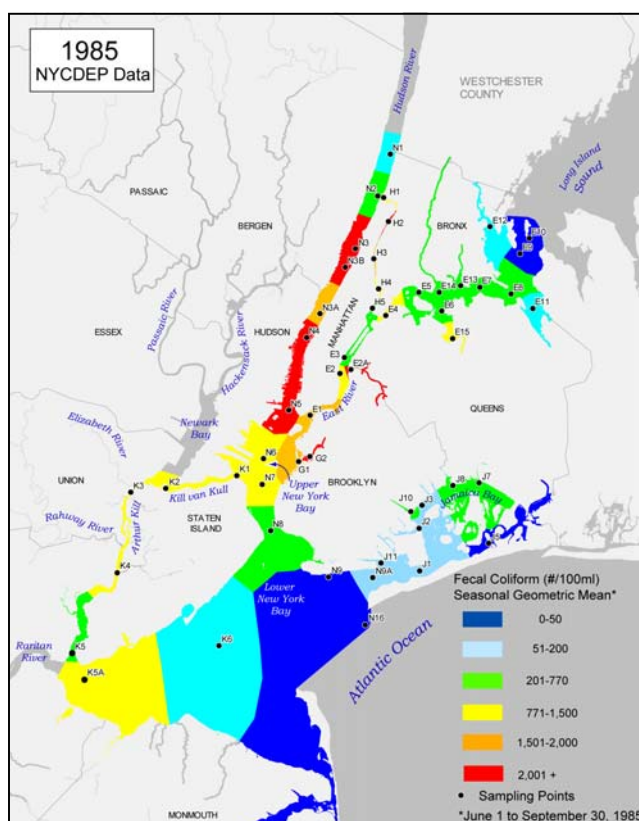 1985
NYCDEP Data
WESTCHESTER
COUNTY
Hudson River
Long Island
Sound
N1
N2
H1
H2
PASSAIC
BERGEN
BRONX
E12
E10
E9
N3
N3B
H3
Passaic River
Hackensack River
H4
E5
E14
E13
E7
E8
E6
E11
N3A
H5
E4
ESSEX
HUDSON
N4
MANHATTAN
E15
E3
E2
E2A
East River
Newark
Bay
N5
E1
QUEENS
Elizabeth River
N6
G1
G2
UNION
K3
K2
K1
N7
BROOKLYN
Upper
New York
Bay
Kill van Kull
Rahway River
Arthur Kill
STATEN
ISLAND
J8
J7
J10
J3
Jamaica Bay
J2
N8
J5
K4
J11
J1
N9
N9A
Lower
New York
Bay
N16
Atlantic Ocean
K6
Raritan
River
K5
K5A
MONMOUTH
Fecal Coliform (#/100ml)
Seasonal Geometric Mean*
0-50
51-200
201-770
771-1,500
1,501-2,000
2,001 +
Sampling Points
*June 1 to September 30, 1985